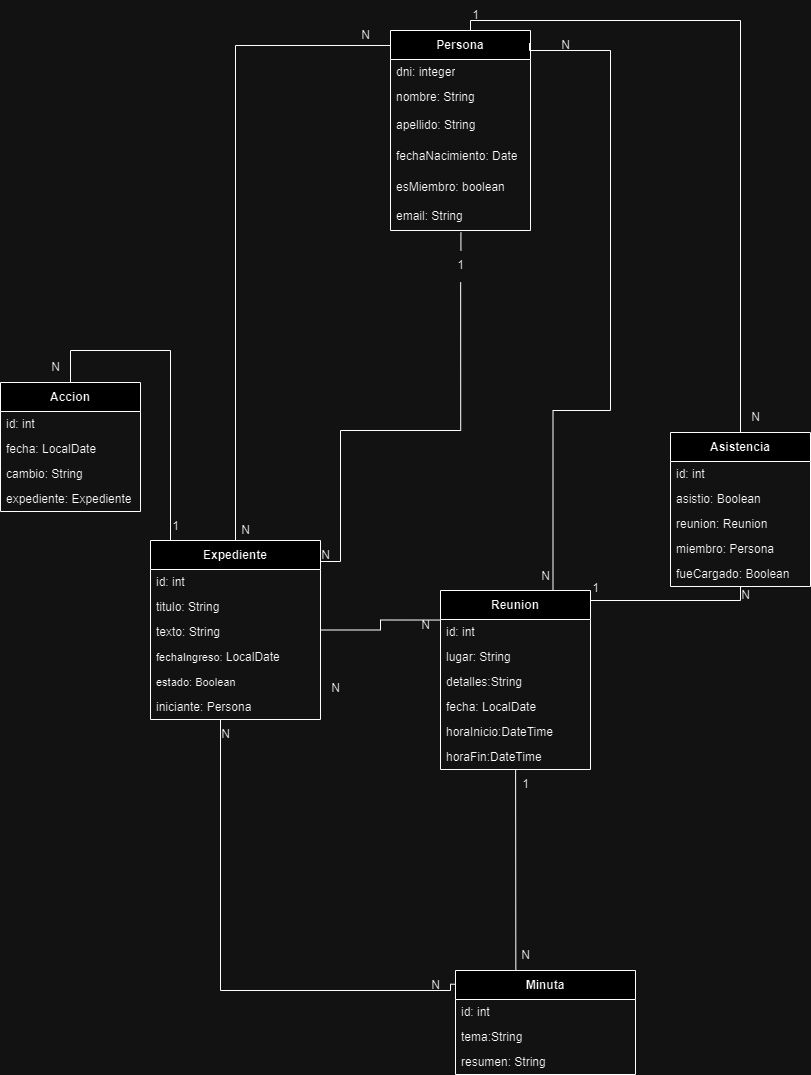 1
N
N
Persona
dni: integer
nombre: String
apellido: String
fechaNacimiento: Date
esMiembro: boolean
email: String
1
N
Accion
id: int
fecha: LocalDate
cambio: String
expediente: Expediente
N
Asistencia
id: int
asistio: Boolean
reunion: Reunion
miembro: Persona
fueCargado: Boolean
N
1
N
N
Expediente
id: int
titulo: String
texto: String
fechaIngreso: LocalDate
estado: Boolean
iniciante: Persona
N
N
N
1
N
Reunion
id: int
lugar: String
detalles:String
fecha: LocalDate
horaInicio:DateTime
horaFin:DateTime
1
N
N
Minuta
id: int
tema:String
resumen: String